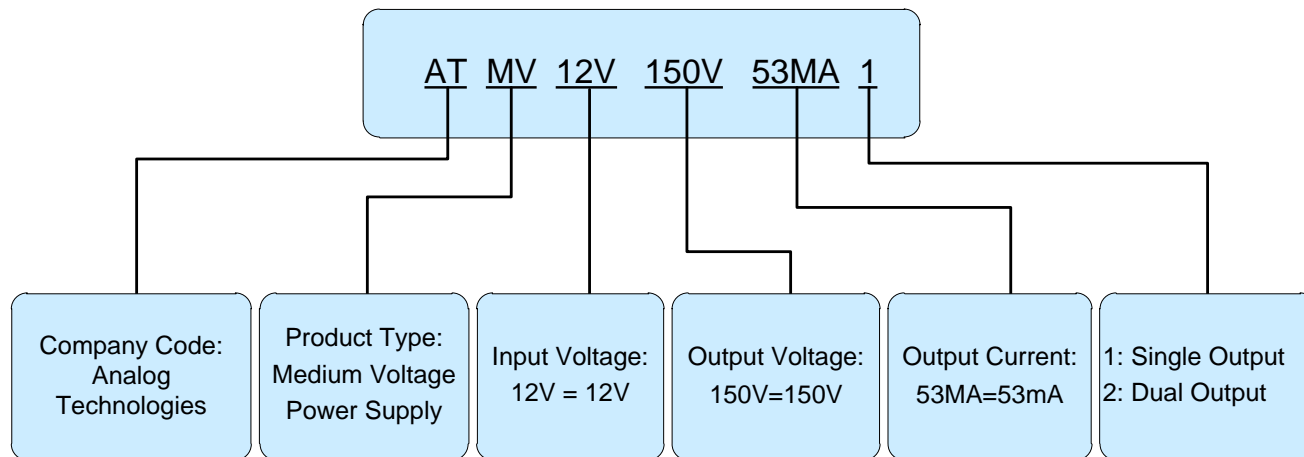 AT MV 12V 150V 53MA 1
Company Code:
Analog
Technologies
Product Type:
Medium Voltage
Power Supply
Input Voltage:
12V = 12V
Output Voltage:
150V=150V
Output Current:
53MA=53mA
1: Single Output
2: Dual Output